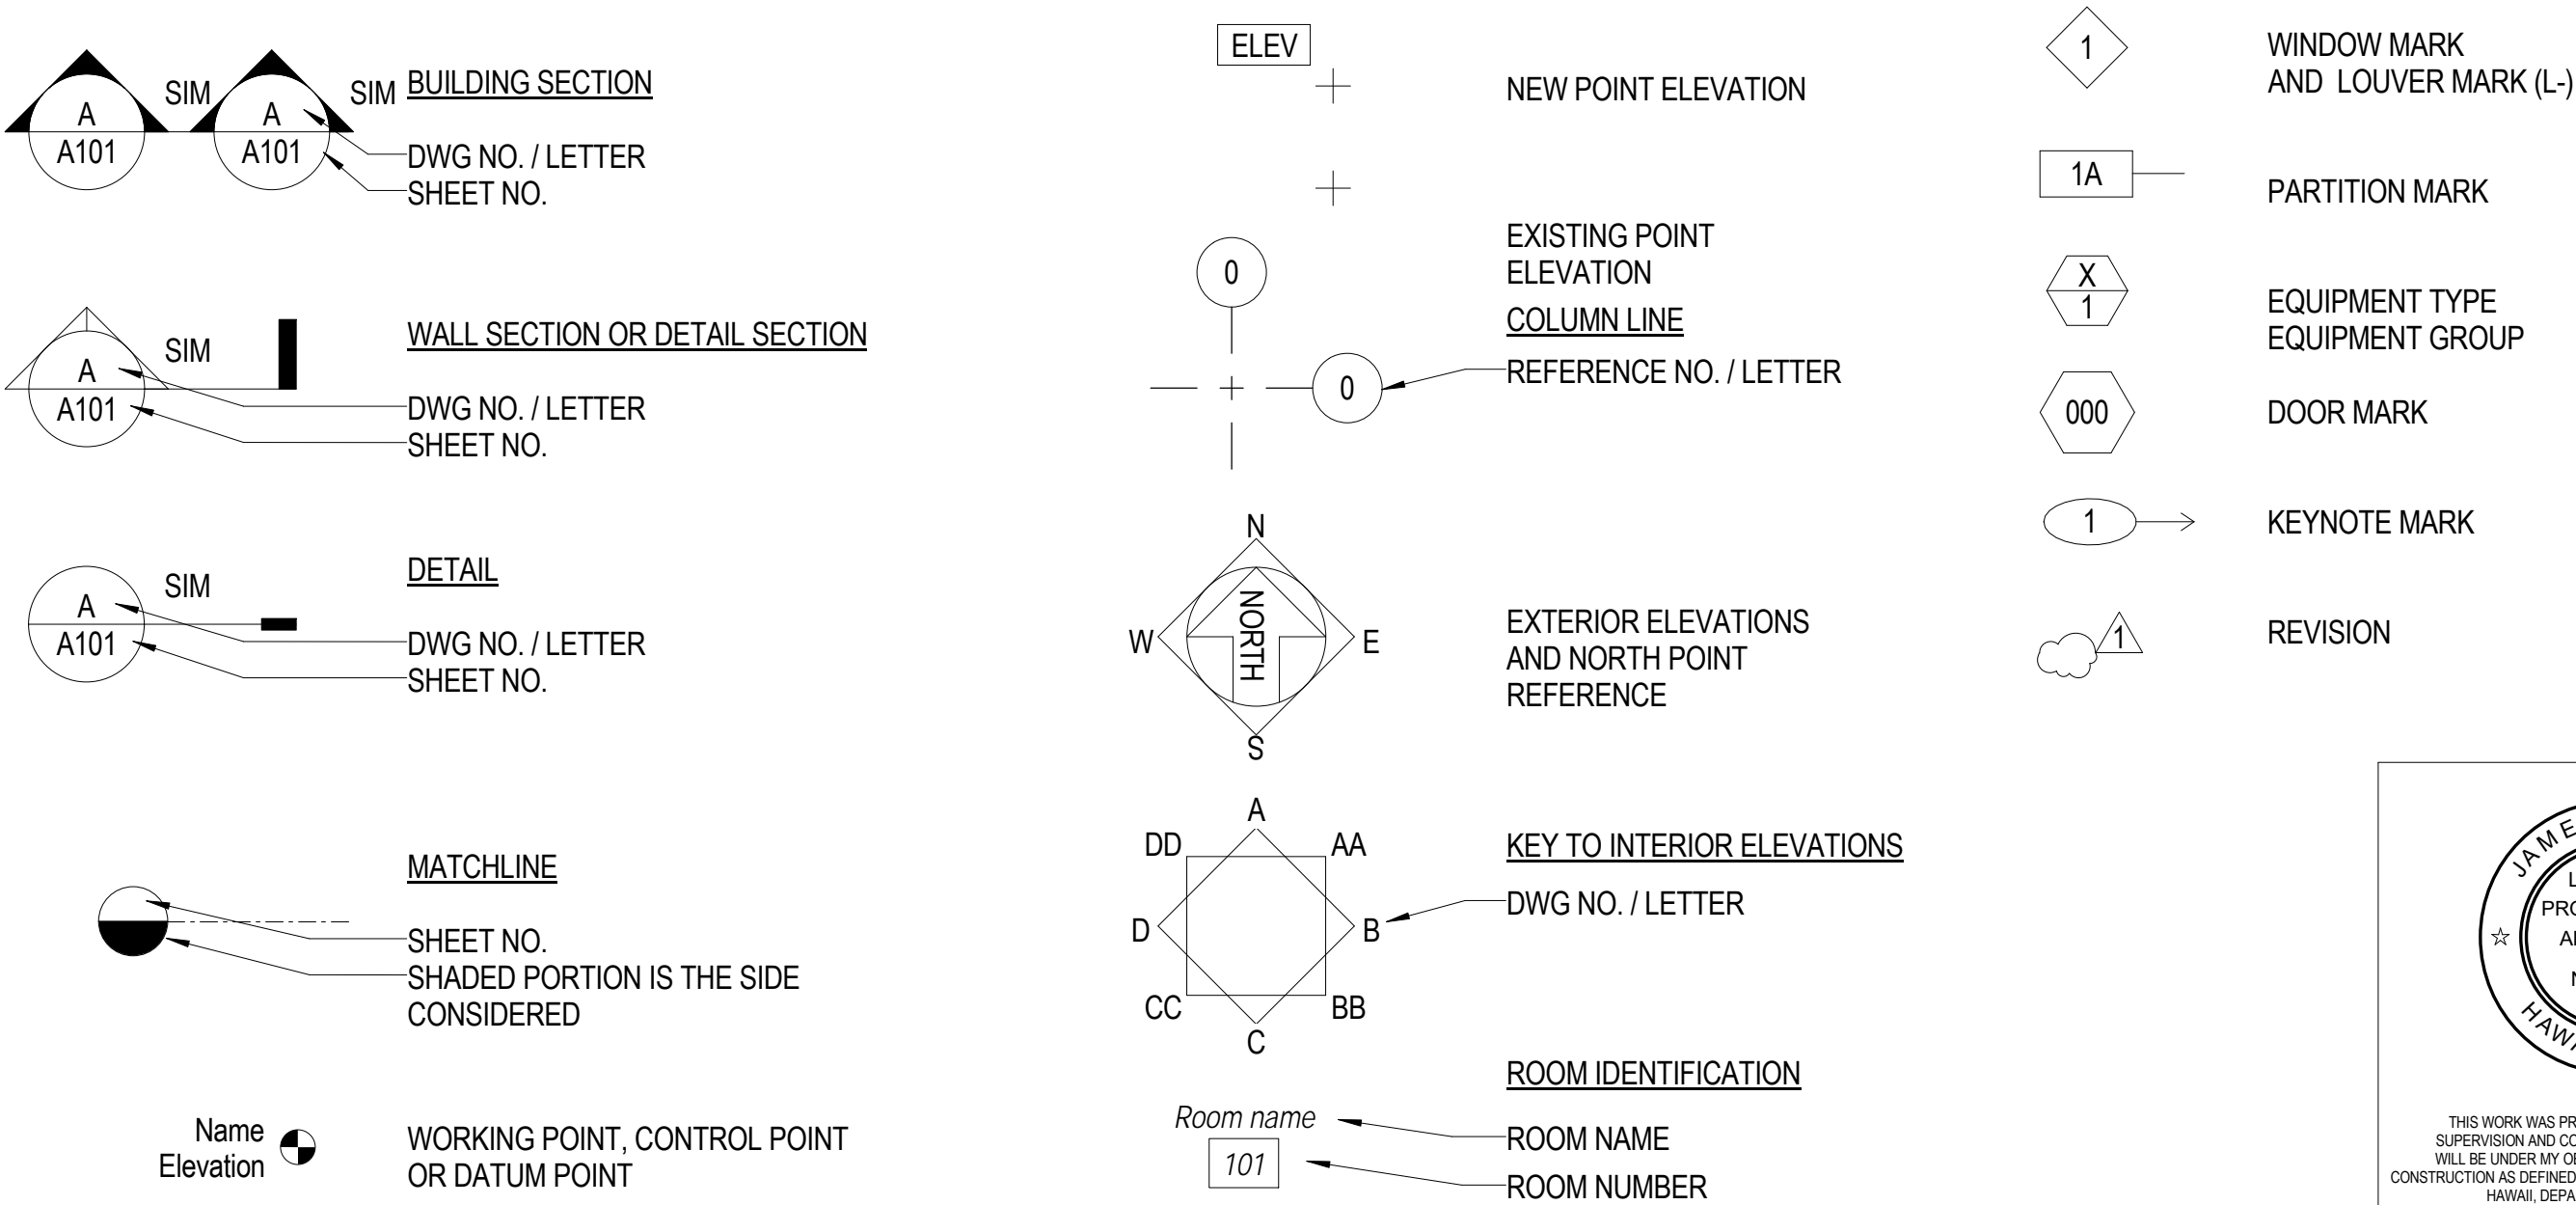 A
A101
SIM
A
A101
SIM
BUILDING SECTION
DWG NO. / LETTER
SHEET NO.
A
A101
SIM
WALL SECTION OR DETAIL SECTION
DWG NO. / LETTER
SHEET NO.
A
A101
SIM
DETAIL
DWG NO. / LETTER
SHEET NO.
MATCHLINE
SHEET NO.
SHADED PORTION IS THE SIDE
CONSIDERED
Name
Elevation
WORKING POINT, CONTROL POINT
OR DATUM POINT
ELEV
NEW POINT ELEVATION
EXISTING POINT
ELEVATION
0
0
COLUMN LINE
REFERENCE NO. / LETTER
N
W
NORTH
E
S
EXTERIOR ELEVATIONS
AND NORTH POINT
REFERENCE
A
DD
AA
D
B
CC
BB
C
KEY TO INTERIOR ELEVATIONS
DWG NO. / LETTER
ROOM IDENTIFICATION
Room name
101
ROOM NAME
ROOM NUMBER
1
WINDOW MARK
AND LOUVER MARK (L-)
1A
PARTITION MARK
X
1
EQUIPMENT TYPE
EQUIPMENT GROUP
000
DOOR MARK
1
KEYNOTE MARK
1
REVISION
THIS WORK WAS
SUPERVISION AND
WILL BE UNDER MY
CONSTRUCTION AS DEFINED
HAWAII,